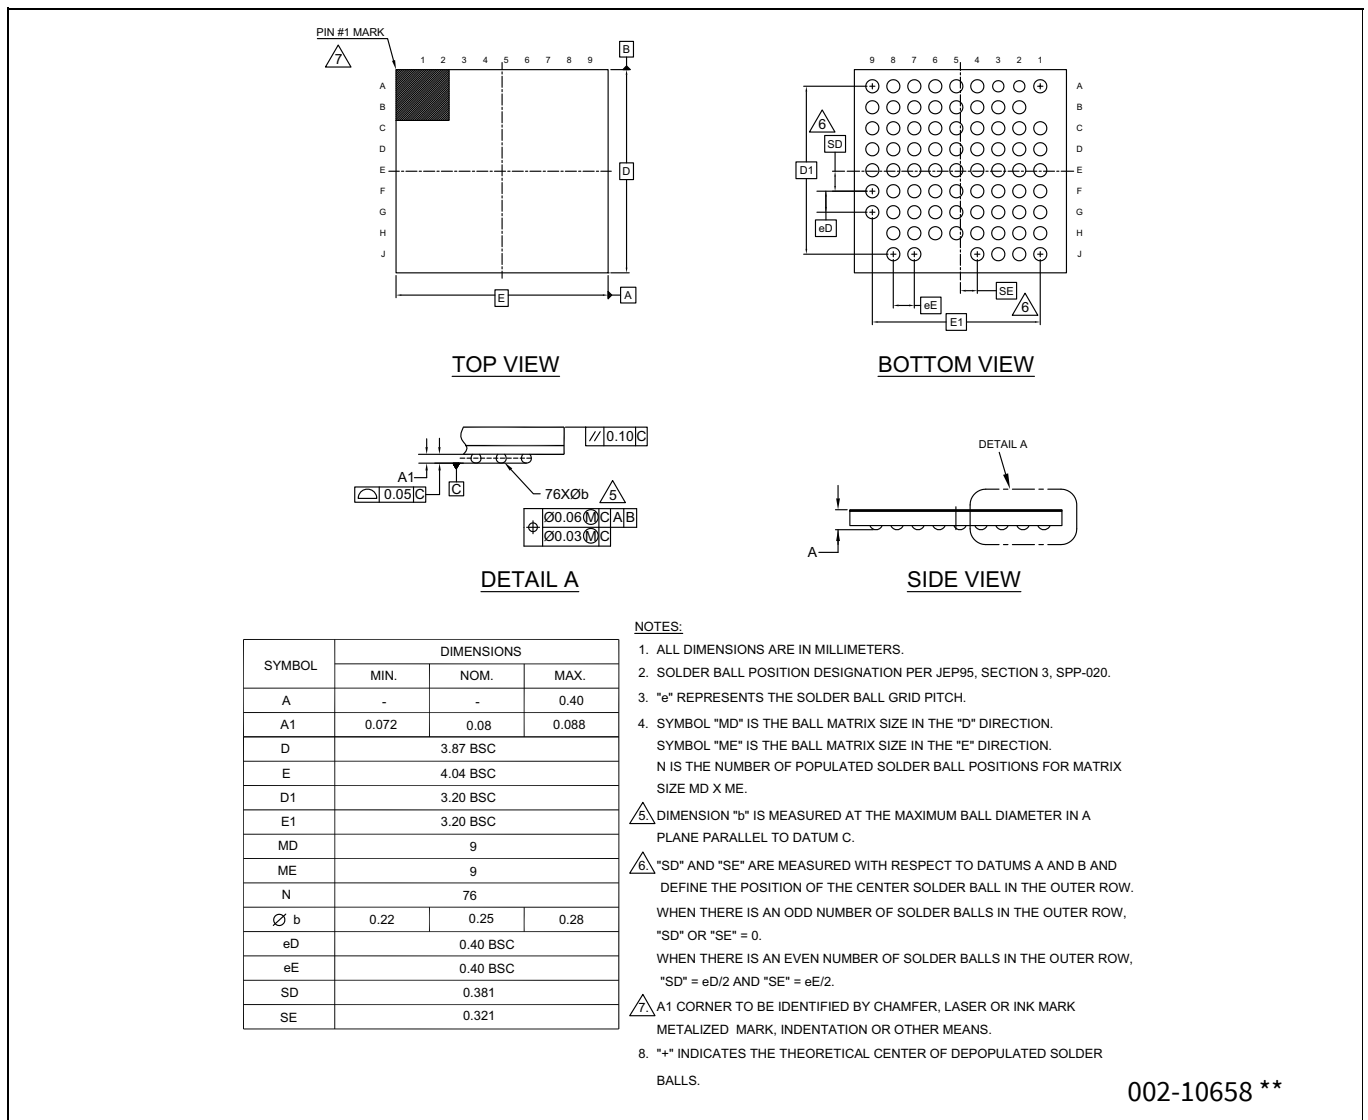 PIN #1 MARK
7
1 2 3 4 5 6 7 8 9
B
A
B
C
D
E
F
G
H
J
D
E
A
TOP VIEW
9 8 7 6 5 4 3 2 1
A
B
C
D
E
F
G
H
J
6
SD
D1
eD
SE
6
eE
E1
BOTTOM VIEW
// 0.10 C
A1
0.05 C
C
76XØb 5
Ø0.06 Ⓜ C A B
Ø0.03 Ⓜ C
DETAIL A
DETAIL A
A
SIDE VIEW
SYMBOL DIMENSIONS
MIN. NOM. MAX.
A - - 0.40
A1 0.072 0.08 0.088
D 3.87 BSC
E 4.04 BSC
D1 3.20 BSC
E1 3.20 BSC
MD 9
ME 9
N 76
Ø b 0.22 0.25 0.28
eD 0.40 BSC
eE 0.40 BSC
SD 0.381
SE 0.321
NOTES:
1. ALL DIMENSIONS ARE IN MILLIMETERS.
2. SOLDER BALL POSITION DESIGNATION PER JEP95, SECTION 3, SPP-020.
3. "e" REPRESENTS THE SOLDER BALL GRID PITCH.
4. SYMBOL "MD" IS THE BALL MATRIX SIZE IN THE "D" DIRECTION.
SYMBOL "ME" IS THE BALL MATRIX SIZE IN THE "E" DIRECTION.
N IS THE NUMBER OF POPULATED SOLDER BALL POSITIONS FOR MATRIX
SIZE MD X ME.
5. DIMENSION "b" IS MEASURED AT THE MAXIMUM BALL DIAMETER IN A
PLANE PARALLEL TO DATUM C.
6. "SD" AND "SE" ARE MEASURED WITH RESPECT TO DATUMS A AND B AND
DEFINE THE POSITION OF THE CENTER SOLDER BALL IN THE OUTER ROW.
WHEN THERE IS AN ODD NUMBER OF SOLDER BALLS IN THE OUTER ROW,
"SD" OR "SE" = 0.
WHEN THERE IS AN EVEN NUMBER OF SOLDER BALLS IN THE OUTER ROW,
"SD" = eD/2 AND "SE" = eE/2.
7. A1 CORNER TO BE IDENTIFIED BY CHAMFER, LASER OR INK MARK
METALIZED MARK, INDENTATION OR OTHER MEANS.
8. "+" INDICATES THE THEORETICAL CENTER OF DEPOPULATED SOLDER
BALLS.
002-10658 **